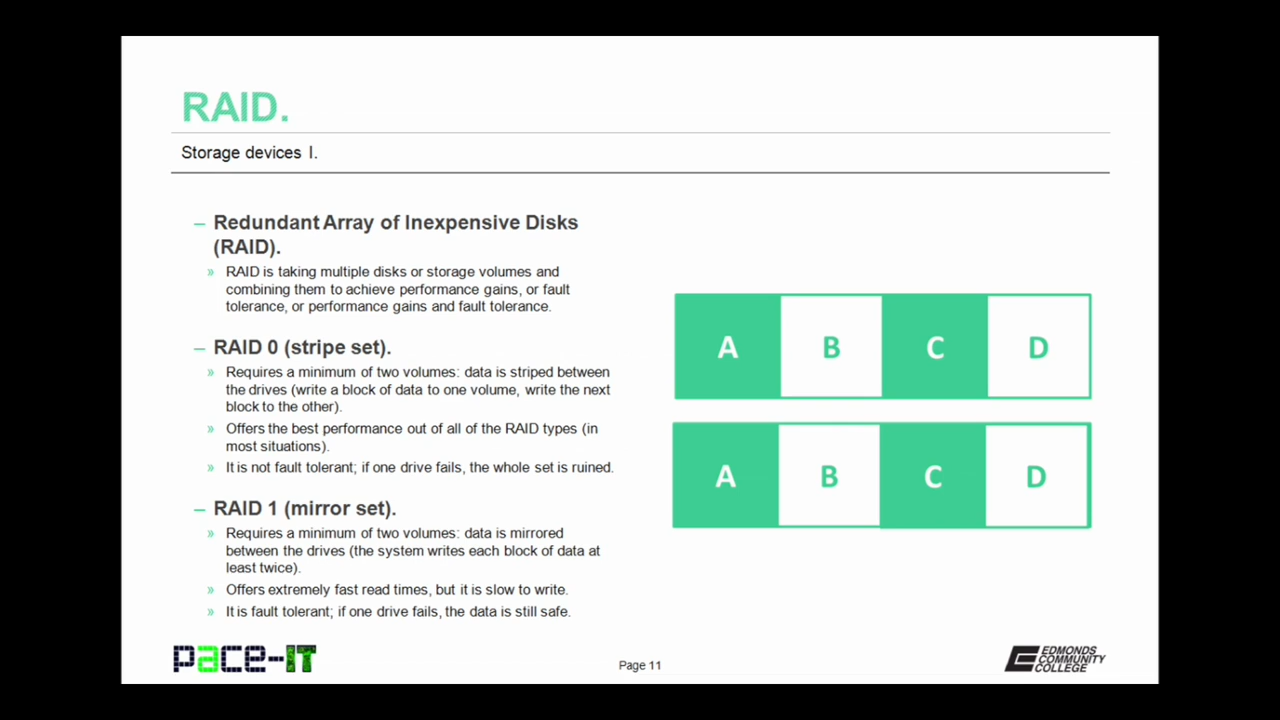 RAID.
Storage devices I.
– Redundant Array of Inexpensive Disks
(RAID).
» RAID is taking multiple disks or storage volumes and
combining them to achieve performance gains, or fault
tolerance, or performance gains and fault tolerance.
– RAID 0 (stripe set).
» Requires a minimum of two volumes: data is striped between
the drives (write a block of data to one volume, write the next
block to the other).
» Offers the best performance out of all of the RAID types (in
most situations).
» It is not fault tolerant; if one drive fails, the whole set is ruined.
– RAID 1 (mirror set).
» Requires a minimum of two volumes: data is mirrored
between the drives (the system writes each block of data at
least twice).
» Offers extremely fast read times, but it is slow to write.
» It is fault tolerant; if one drive fails, the data is still safe.
A B C D
A B C D
pace-IT
Page 11
EDMONDS
COMMUNITY
COLLEGE